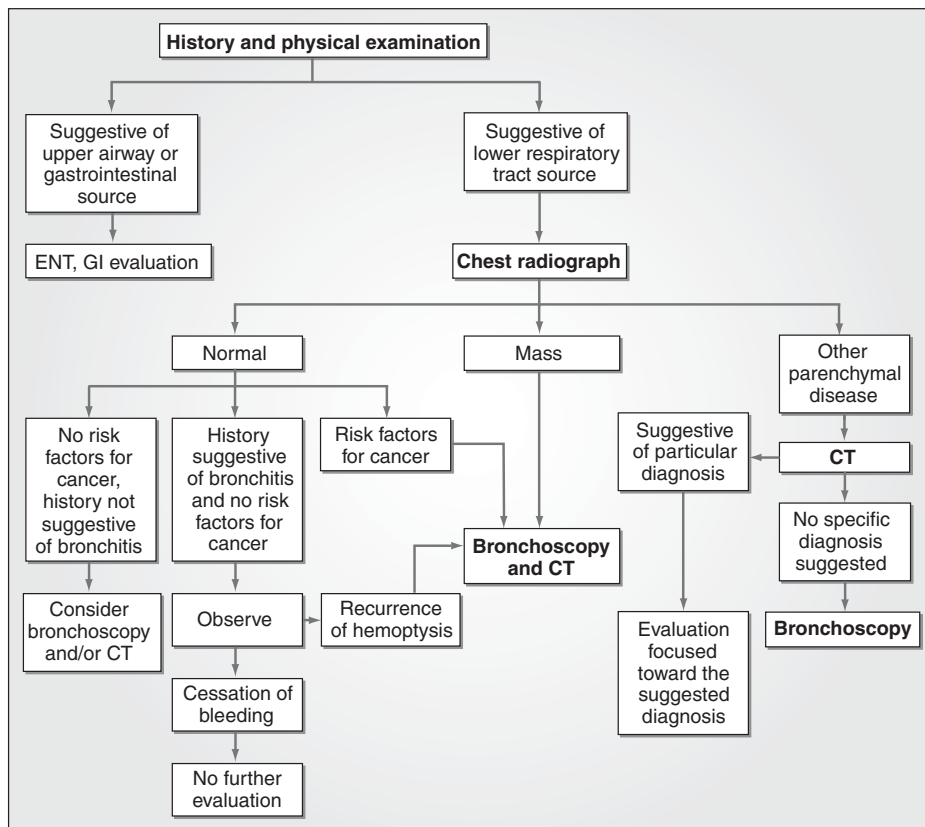 History and physical examination
Suggestive of
upper airway or
gastrointestinal
source
Suggestive of
lower respiratory
tract source
ENT, GI evaluation
Chest radiograph
Normal
Mass
Other
parenchymal
disease
No risk
factors for
cancer,
history not
suggestive
of bronchitis
History
suggestive
of bronchitis
and no risk
factors for
cancer
Risk factors
for cancer
Suggestive
of particular
diagnosis
CT
No specific
diagnosis
suggested
Bronchoscopy
and CT
Consider
bronchoscopy
and/or CT
Observe
Recurrence
of hemoptysis
Bronchoscopy
Evaluation
focused
toward the
suggested
diagnosis
Cessation of
bleeding
No further
evaluation